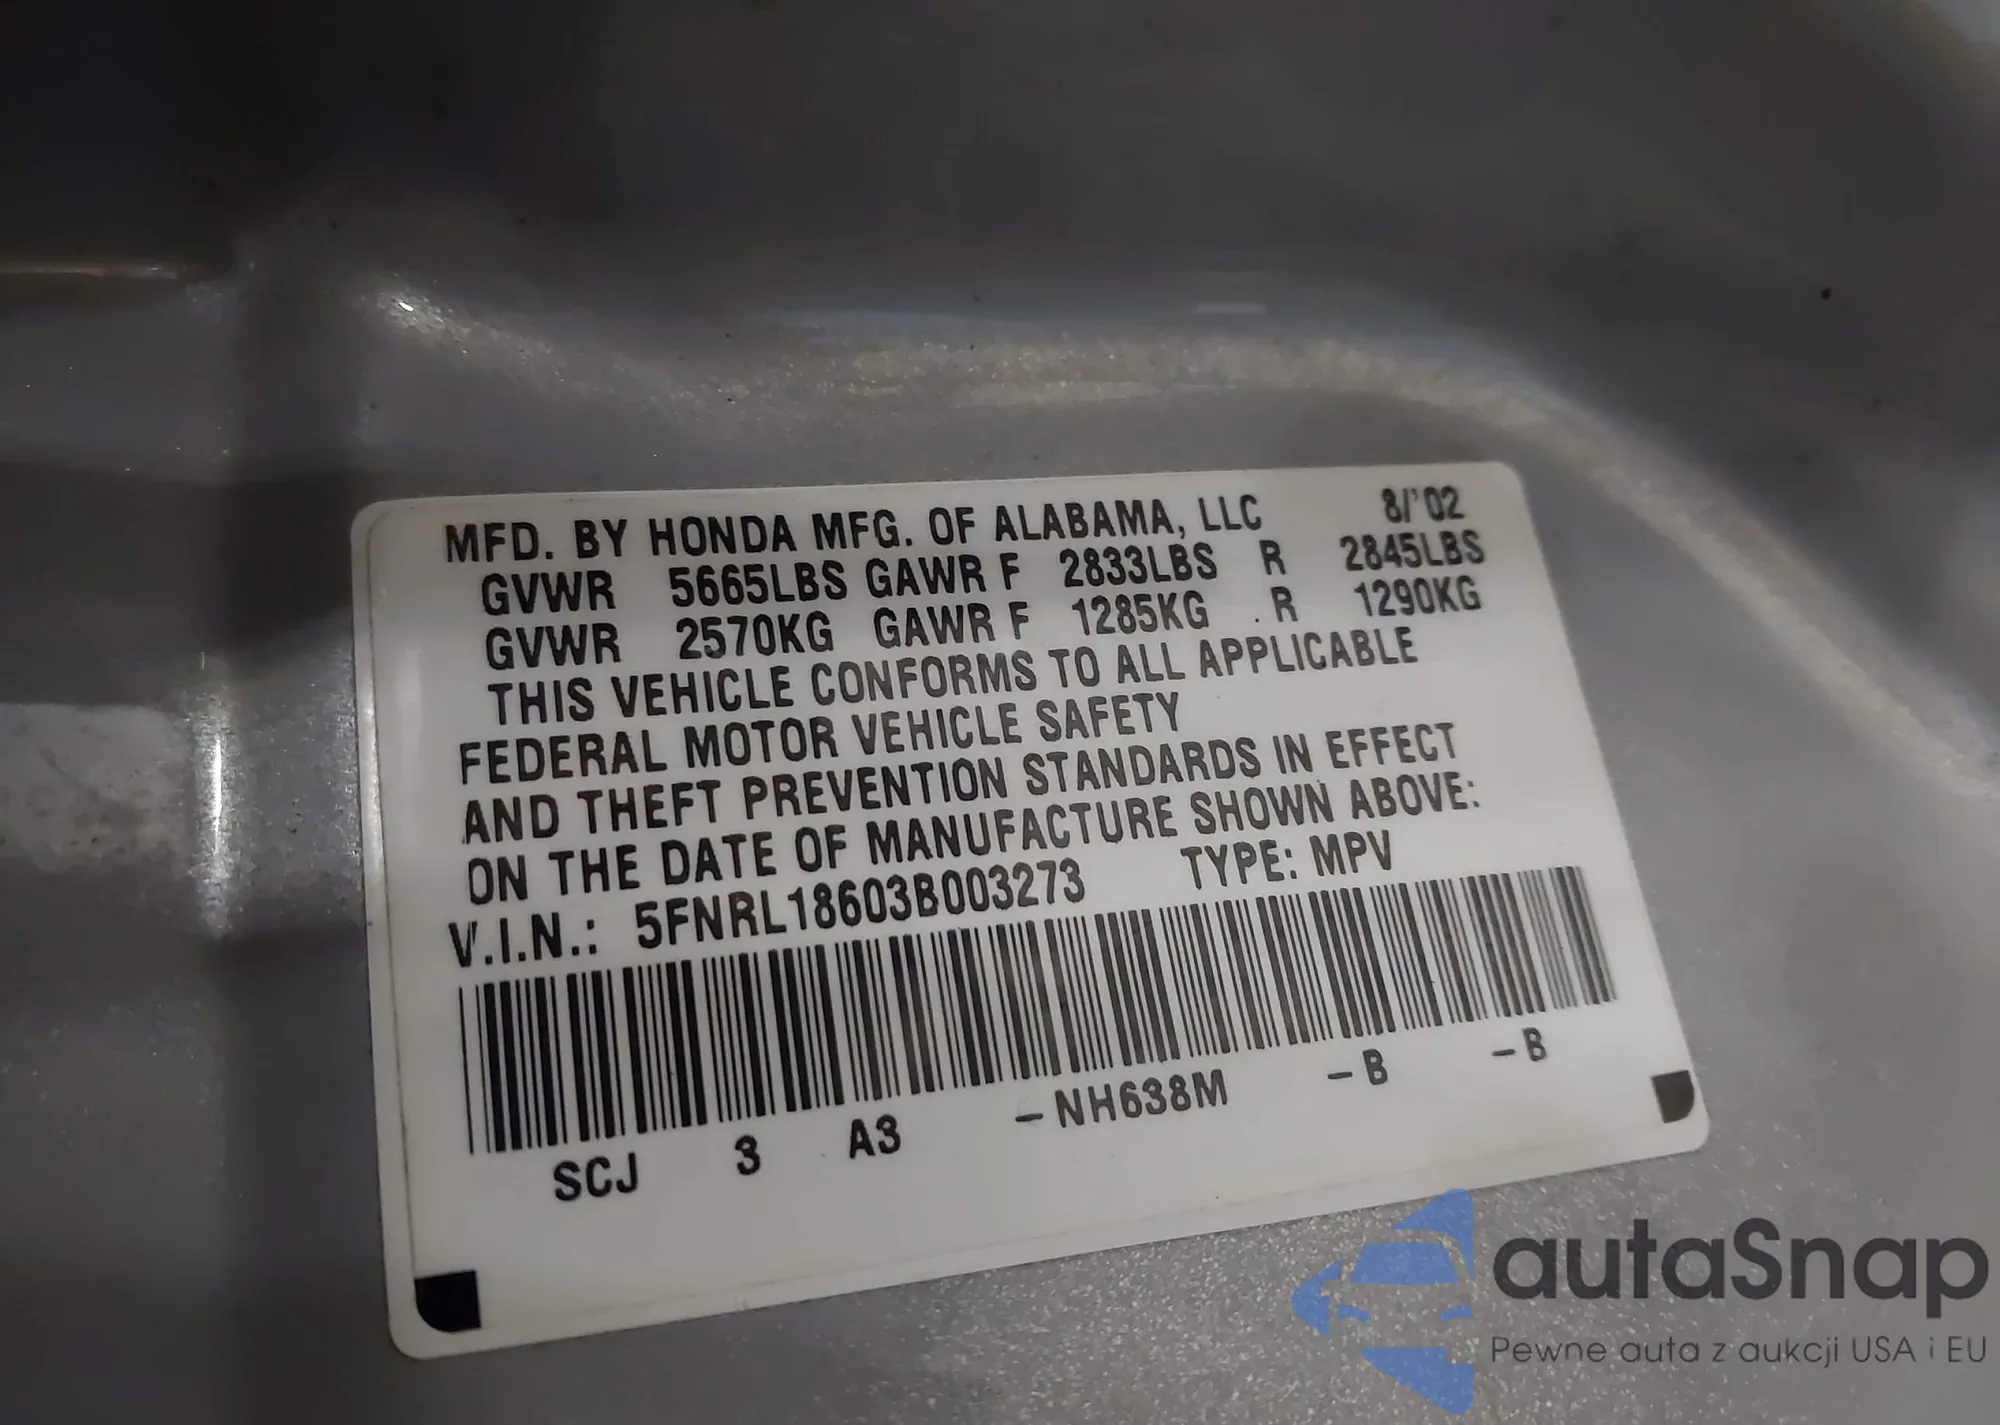 MFD. BY HONDA MFG. OF ALABAMA, LLC 8/'02
GVWR 5665LBS GAWR F 2833LBS R 2845LBS
GVWR 2570KG GAWR F 1285KG R 1290KG
THIS VEHICLE CONFORMS TO ALL APPLICABLE
FEDERAL MOTOR VEHICLE SAFETY
AND THEFT PREVENTION STANDARDS IN EFFECT
ON THE DATE OF MANUFACTURE SHOWN ABOVE:
V.I.N.: 5FNRL18603B003273 TYPE: MPV
SCJ 3 A3 -NH638M -B -B
autaSnap
Pewne auta z aukcji USA i EU